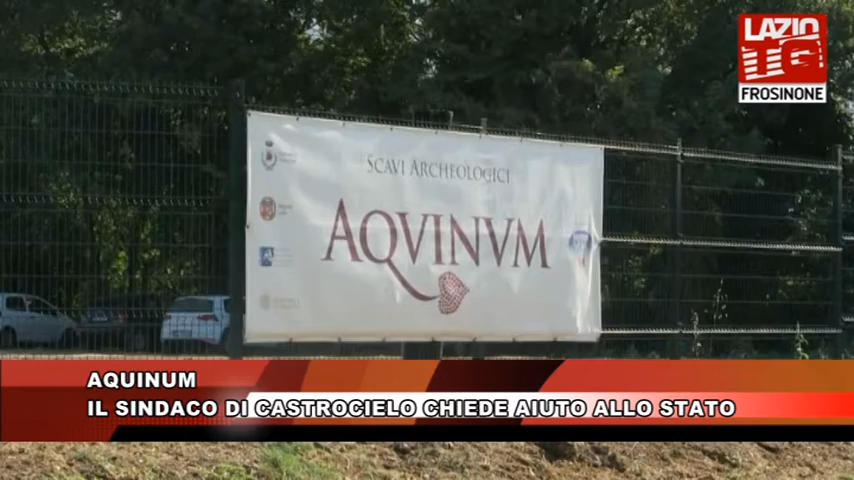 LAZIO
TG
FROSINONE
SCAVI ARCHEOLOGICI
AQVINVM
AQUINUM
IL SINDACO DI CASTROCIELO CHIEDE AIUTO ALLO STATO